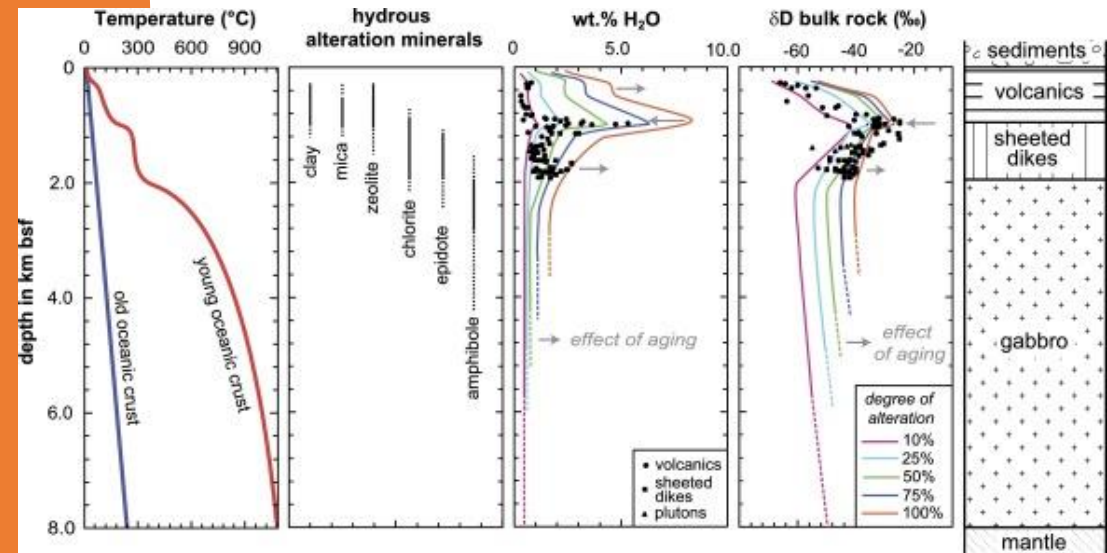 Temperature (°C)
0 300 600 900
depth in km bsf
0
2.0
4.0
6.0
8.0
old oceanic crust
young oceanic crust
hydrous
alteration minerals
clay
mica
zeolite
chlorite
epidote
amphibole
wt.% H₂O
0 5.0 10.0
effect of aging
volcanics
sheeted
dikes
plutons
δD bulk rock (‰)
-60 -40 -20
effect
of aging
degree of
alteration
10%
25%
50%
75%
100%
sediments
volcanics
sheeted
dikes
gabbro
mantle